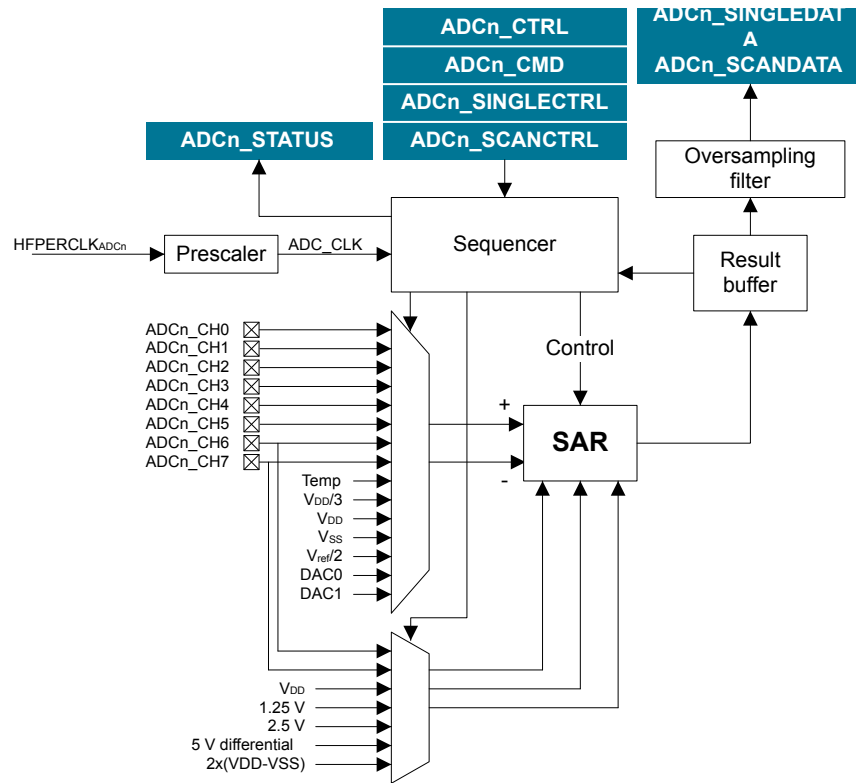 ADCn_CTRL
ADCn_CMD
ADCn_SINGLECTRL
ADCn_SCANCTRL
ADCn_SINGLEDAT
A
ADCn_SCANDATA
ADCn_STATUS
Oversampling
filter
HFPERCLKADCn
Prescaler
ADC_CLK
Sequencer
Result
buffer
ADCn_CH0
ADCn_CH1
ADCn_CH2
ADCn_CH3
ADCn_CH4
ADCn_CH5
ADCn_CH6
ADCn_CH7
Temp
VDD/3
VDD
VSS
Vref/2
DAC0
DAC1
Control
+
SAR
-
VDD
1.25 V
2.5 V
5 V differential
2x(VDD-VSS)